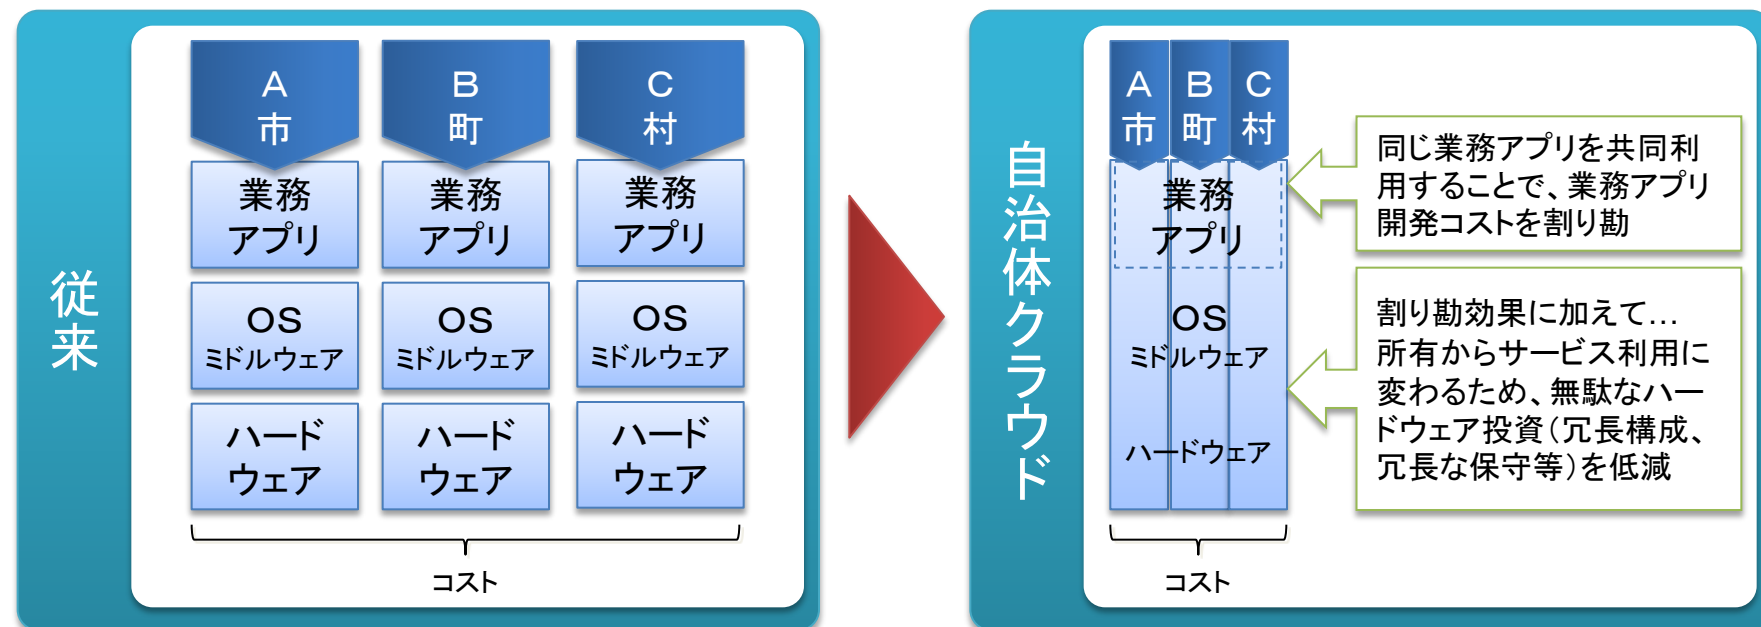 従来
A
市
業務
アプリ
OS
ミドルウェア
ハード
ウェア
B
町
業務
アプリ
OS
ミドルウェア
ハード
ウェア
C
村
業務
アプリ
OS
ミドルウェア
ハード
ウェア
コスト
自治体クラウド
A
市
B
町
C
村
業務
アプリ
OS
ミドルウェア
ハードウェア
コスト
同じ業務アプリを共同利
用することで、業務アプリ
開発コストを割り勘
割り勘効果に加えて…
所有からサービス利用に
変わるため、無駄なハー
ドウェア投資（冗長構成、
冗長な保守等）を低減